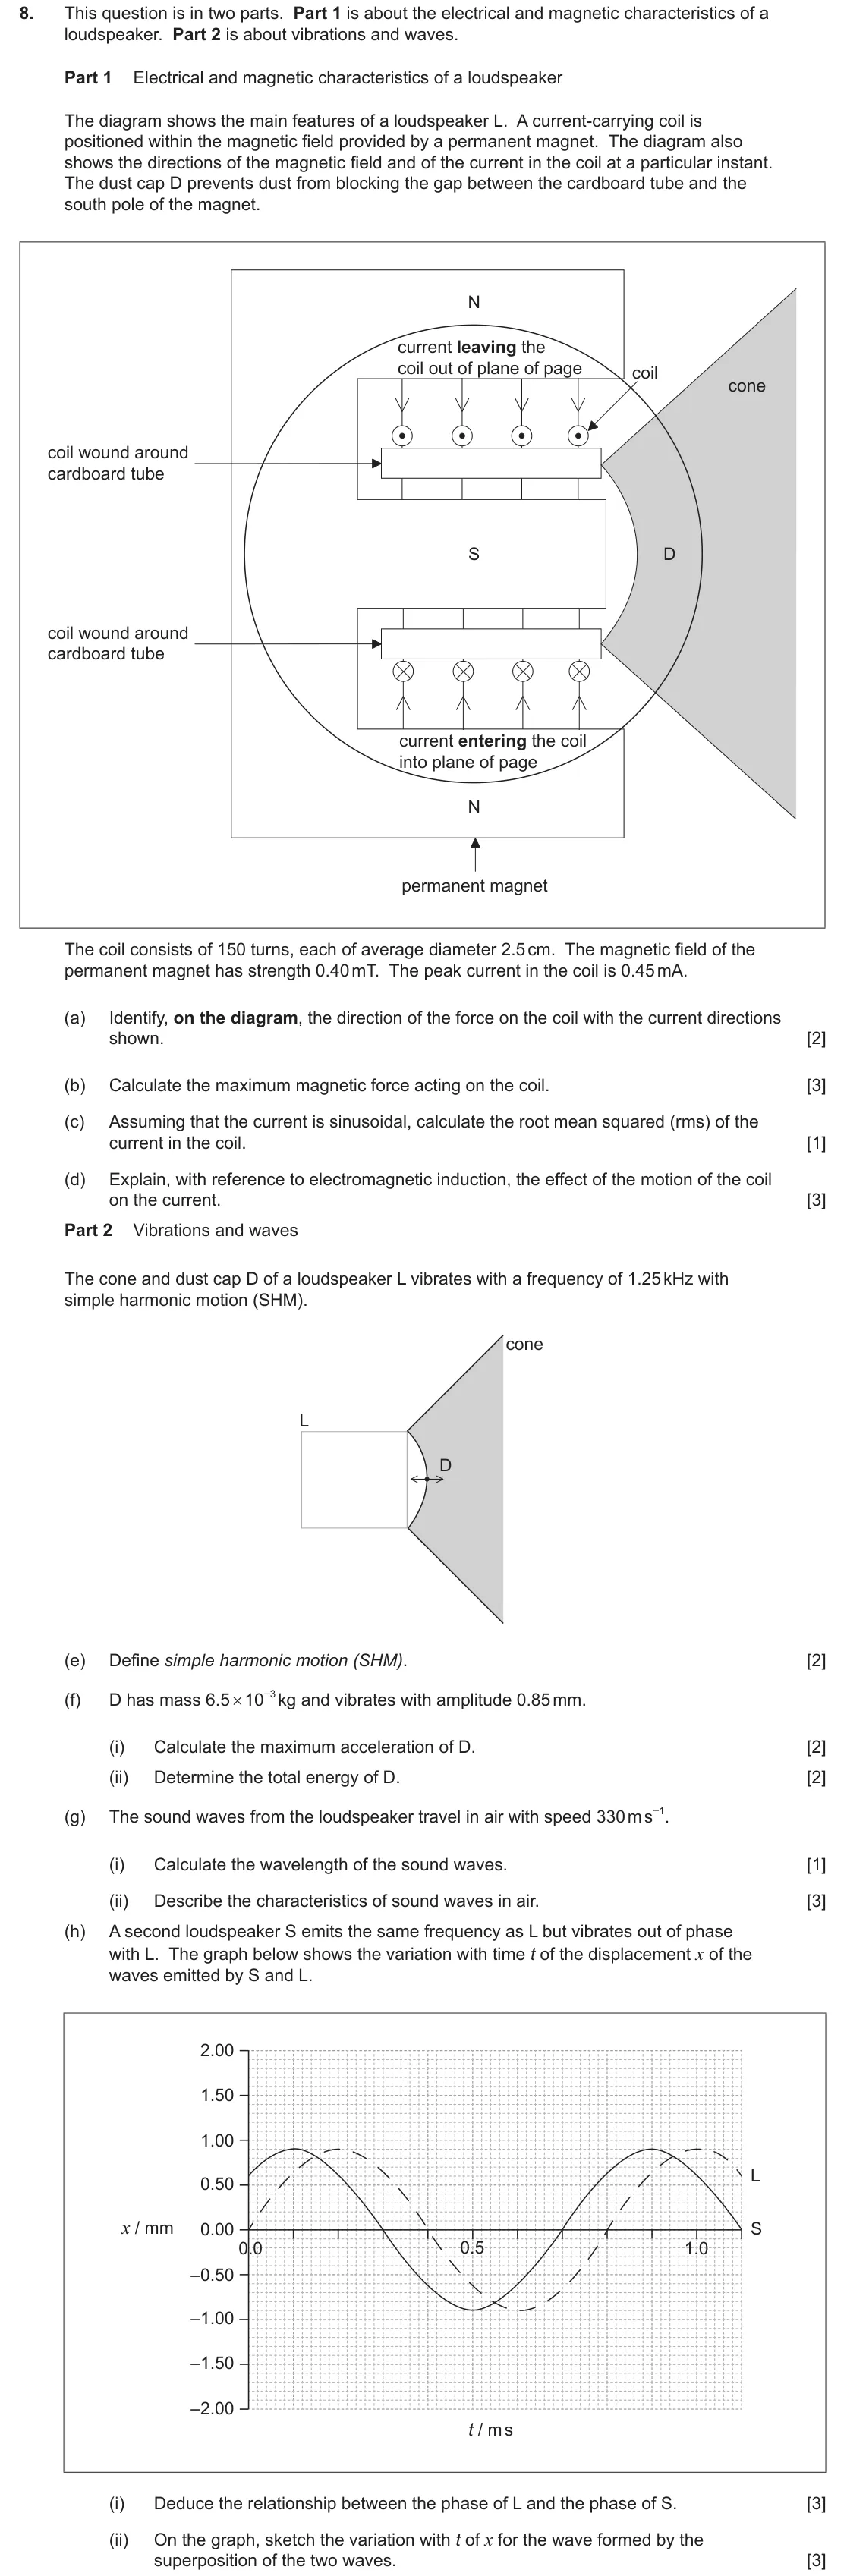 8. This question is in two parts. Part 1 is about the electrical and magnetic characteristics of a
loudspeaker. Part 2 is about vibrations and waves.
Part 1 Electrical and magnetic characteristics of a loudspeaker
The diagram shows the main features of a loudspeaker L. A current-carrying coil is
positioned within the magnetic field provided by a permanent magnet. The diagram also
shows the directions of the magnetic field and of the current in the coil at a particular instant.
The dust cap D prevents dust from blocking the gap between the cardboard tube and the
south pole of the magnet.
N
current leaving the
coil out of plane of page
coil
cone
coil wound around
cardboard tube
S
D
coil wound around
cardboard tube
current entering the coil
into plane of page
N
permanent magnet
The coil consists of 150 turns, each of average diameter 2.5 cm. The magnetic field of the
permanent magnet has strength 0.40 mT. The peak current in the coil is 0.45 mA.
(a) Identify, on the diagram, the direction of the force on the coil with the current directions
shown. [2]
(b) Calculate the maximum magnetic force acting on the coil. [3]
(c) Assuming that the current is sinusoidal, calculate the root mean squared (rms) of the
current in the coil. [1]
(d) Explain, with reference to electromagnetic induction, the effect of the motion of the coil
on the current. [3]
Part 2 Vibrations and waves
The cone and dust cap D of a loudspeaker L vibrates with a frequency of 1.25 kHz with
simple harmonic motion (SHM).
cone
L
D
(e) Define simple harmonic motion (SHM). [2]
(f) D has mass 6.5×10⁻³ kg and vibrates with amplitude 0.85 mm.
(i) Calculate the maximum acceleration of D. [2]
(ii) Determine the total energy of D. [2]
(g) The sound waves from the loudspeaker travel in air with speed 330 m s⁻¹.
(i) Calculate the wavelength of the sound waves. [1]
(ii) Describe the characteristics of sound waves in air. [3]
(h) A second loudspeaker S emits the same frequency as L but vibrates out of phase
with L. The graph below shows the variation with time t of the displacement x of the
waves emitted by S and L.
2.00
1.50
1.00
0.50
L
x / mm
0.00
S
0.0 0.5 1.0
–0.50
–1.00
–1.50
–2.00
t / ms
(i) Deduce the relationship between the phase of L and the phase of S. [3]
(ii) On the graph, sketch the variation with t of x for the wave formed by the
superposition of the two waves. [3]